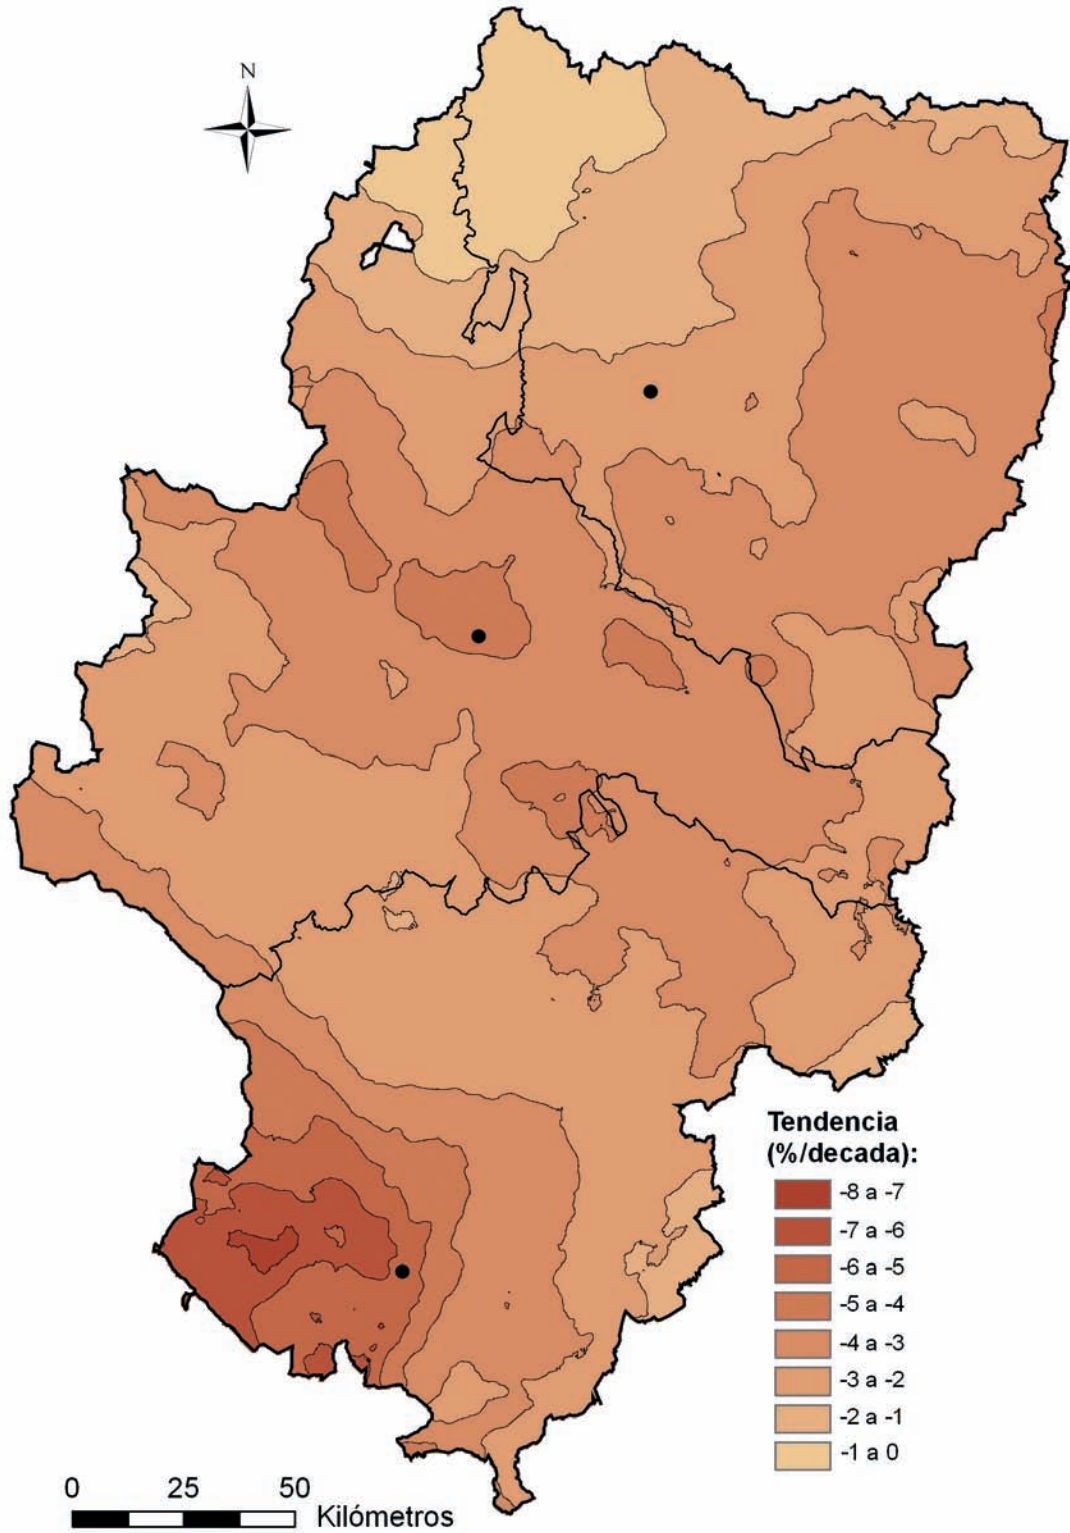 N
Tendencia
(%/decada):
-8 a -7
-7 a -6
-6 a -5
-5 a -4
-4 a -3
-3 a -2
-2 a -1
-1 a 0
0 25 50
Kilómetros